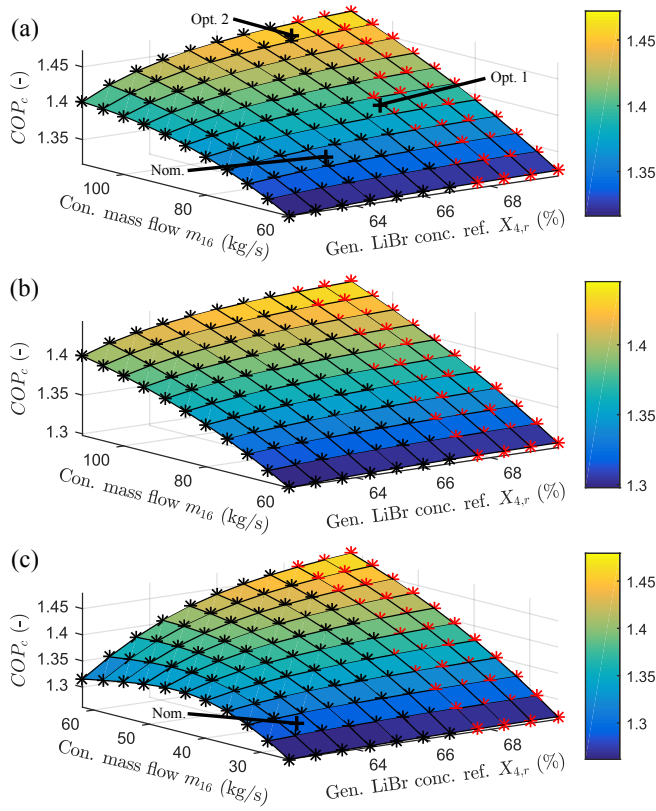 (a)
Opt. 2
Opt. 1
Nom.
COP_c (-)
1.45
1.4
1.35
100
80
60
Con. mass flow m_16 (kg/s)
64
66
68
Gen. LiBr conc. ref. X_4,r (%)
1.45
1.4
1.35
(b)
COP_c (-)
1.4
1.35
1.3
100
80
60
Con. mass flow m_16 (kg/s)
64
66
68
Gen. LiBr conc. ref. X_4,r (%)
1.4
1.35
1.3
(c)
Nom.
COP_c (-)
1.45
1.4
1.35
1.3
60
50
40
30
Con. mass flow m_16 (kg/s)
64
66
68
Gen. LiBr conc. ref. X_4,r (%)
1.45
1.4
1.35
1.3